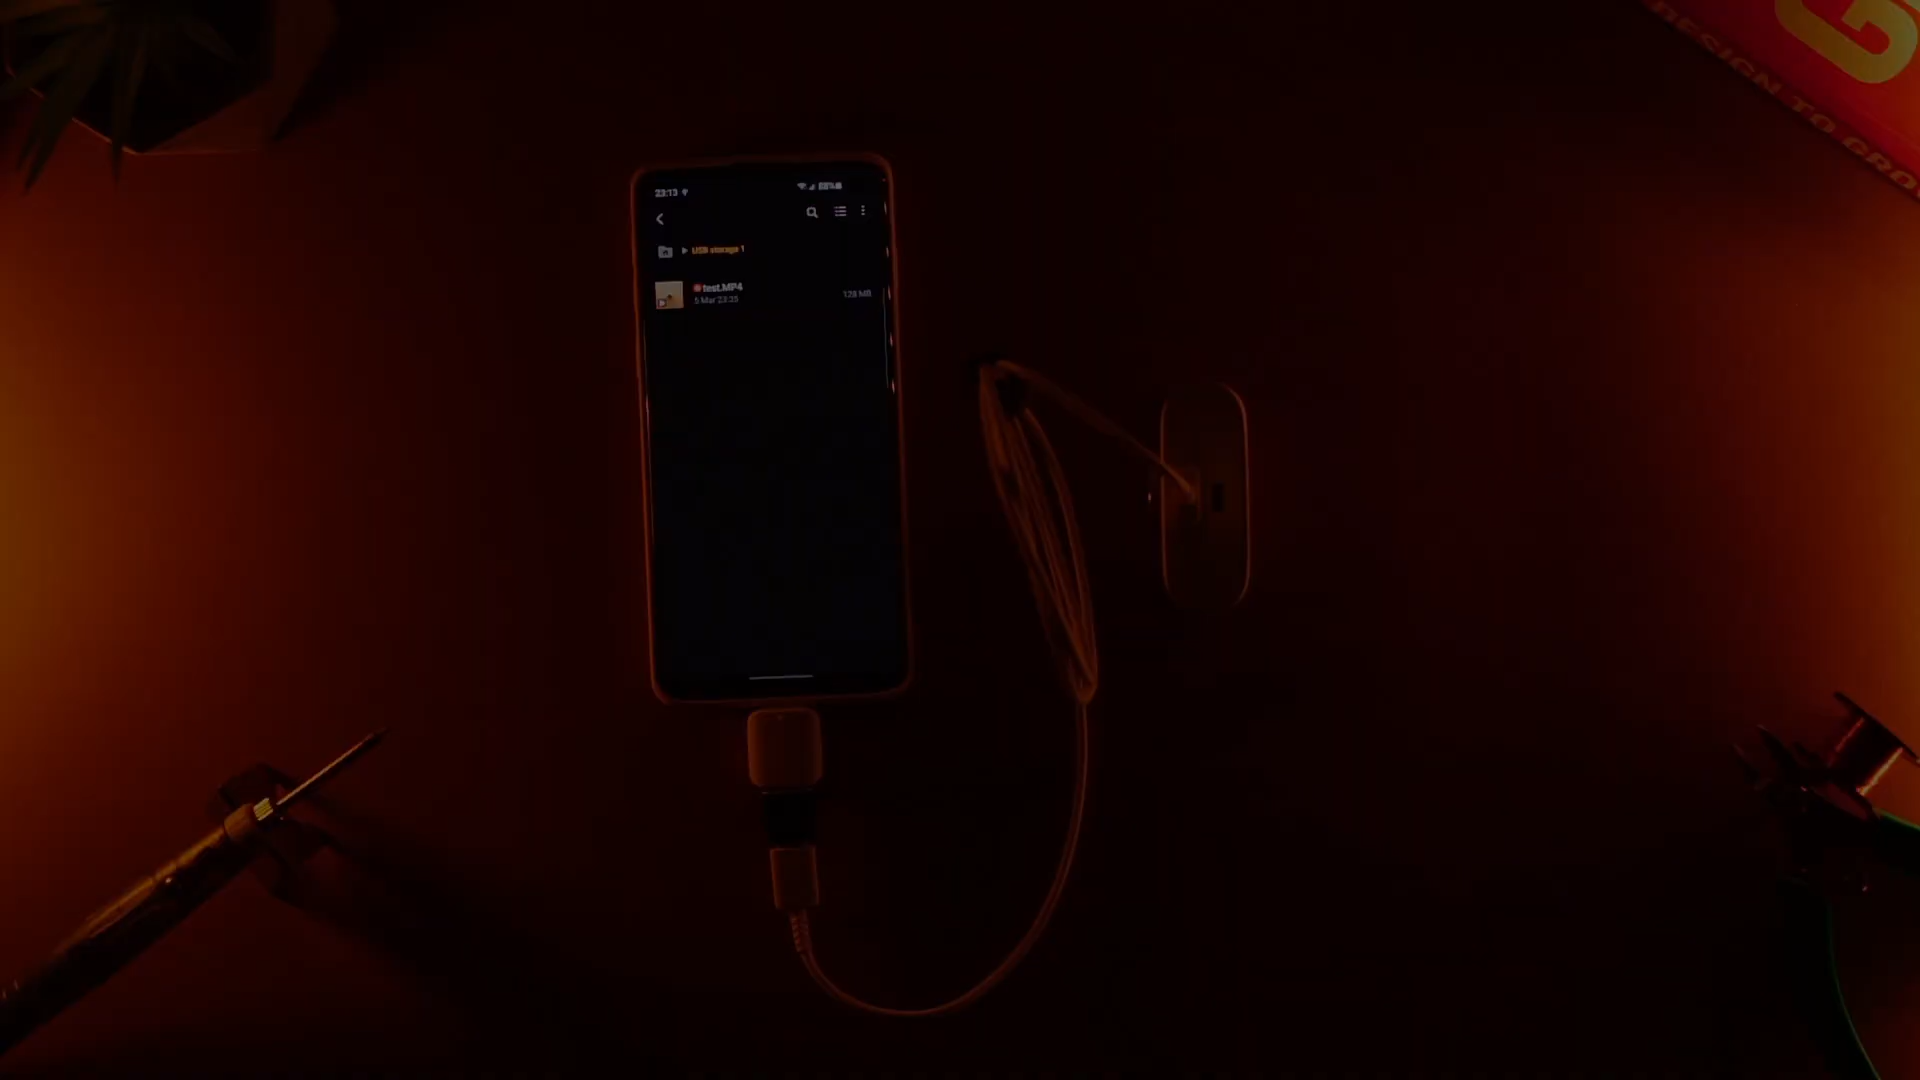 G
DESIGN TO GRO
23:13
USB storage 1
test.MP4
5 Mar 23:35
128 MB